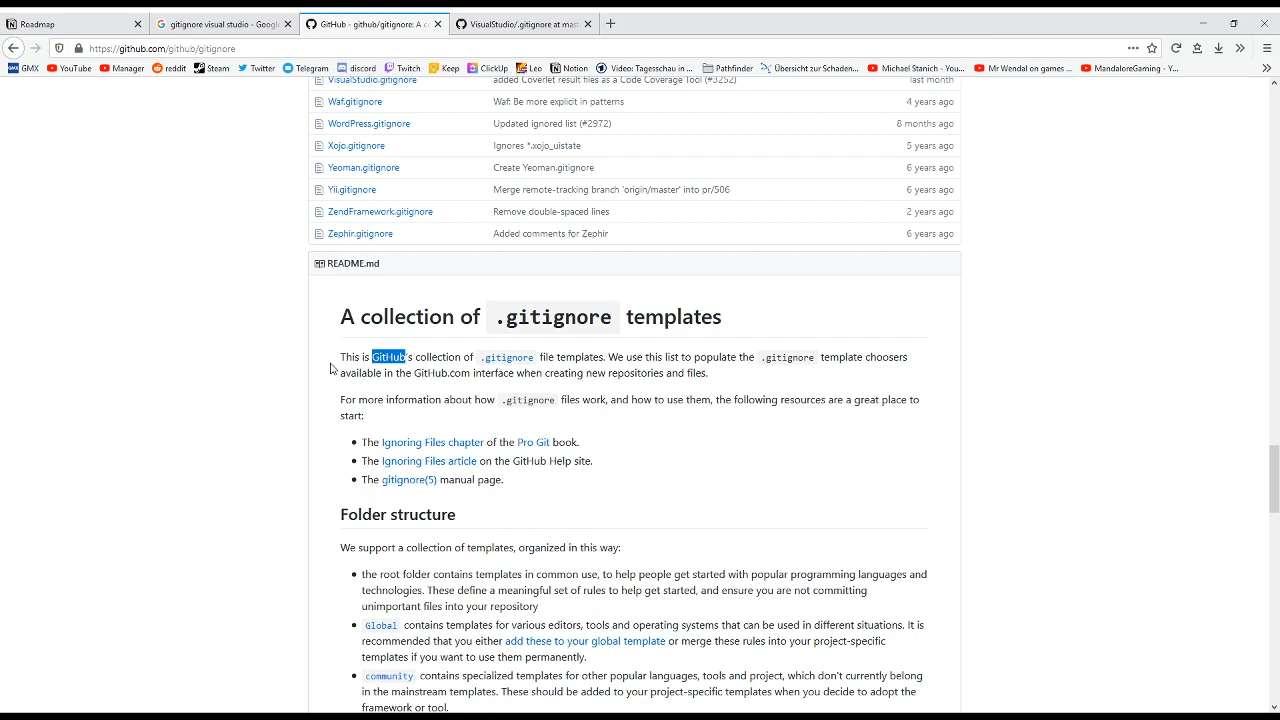 Roadmap
gitignore visual studio - Google
GitHub - github/gitignore: A c
VisualStudio/.gitignore at mast
https://github.com/github/gitignore
GMX YouTube Manager reddit Steam Twitter Telegram discord Twitch Keep ClickUp Leo Notion Video: Tagesschau in ... Pathfinder Übersicht zur Schaden... Michael Stanich - You... Mr Wendal on games ... MandaloreGaming - Y...
VisualStudio.gitignore added Coverlet result files as a Code Coverage Tool (#3252) last month
Waf.gitignore Waf: Be more explicit in patterns 4 years ago
WordPress.gitignore Updated ignored list (#2972) 8 months ago
Xojo.gitignore Ignores *.xojo_uistate 5 years ago
Yeoman.gitignore Create Yeoman.gitignore 6 years ago
Yii.gitignore Merge remote-tracking branch 'origin/master' into pr/506 6 years ago
ZendFramework.gitignore Remove double-spaced lines 2 years ago
Zephir.gitignore Added comments for Zephir 6 years ago
README.md
A collection of .gitignore templates
This is GitHub's collection of .gitignore file templates. We use this list to populate the .gitignore template choosers
available in the GitHub.com interface when creating new repositories and files.
For more information about how .gitignore files work, and how to use them, the following resources are a great place to
start:
• The Ignoring Files chapter of the Pro Git book.
• The Ignoring Files article on the GitHub Help site.
• The gitignore(5) manual page.
Folder structure
We support a collection of templates, organized in this way:
• the root folder contains templates in common use, to help people get started with popular programming languages and
technologies. These define a meaningful set of rules to help get started, and ensure you are not committing
unimportant files into your repository
• Global contains templates for various editors, tools and operating systems that can be used in different situations. It is
recommended that you either add these to your global template or merge these rules into your project-specific
templates if you want to use them permanently.
• community contains specialized templates for other popular languages, tools and project, which don't currently belong
in the mainstream templates. These should be added to your project-specific templates when you decide to adopt the
framework or tool.